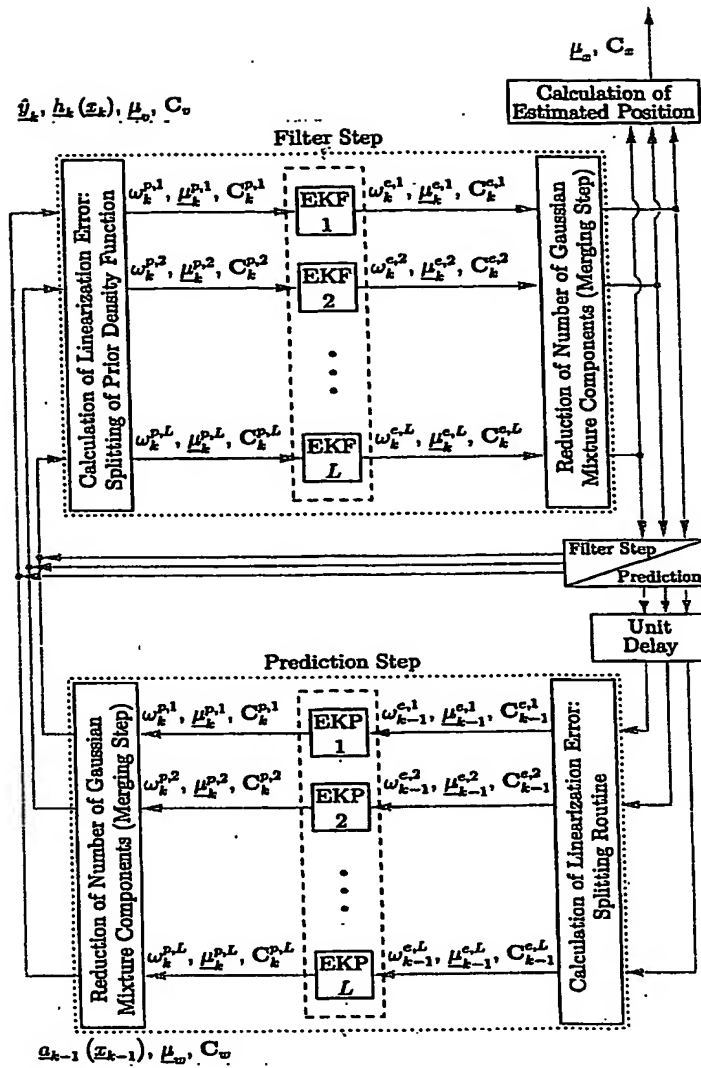 μ_x, C_x
Calculation of
Estimated Position
ŷ_k, h_k(x_k), μ_v, C_v
Filter Step
Calculation of Linearization Error:
Splitting of Prior Density Function
ω_k^{p,1}, μ_k^{p,1}, C_k^{p,1}
EKF
1
ω_k^{e,1}, μ_k^{e,1}, C_k^{e,1}
ω_k^{p,2}, μ_k^{p,2}, C_k^{p,2}
EKF
2
ω_k^{e,2}, μ_k^{e,2}, C_k^{e,2}
ω_k^{p,L}, μ_k^{p,L}, C_k^{p,L}
EKF
L
ω_k^{e,L}, μ_k^{e,L}, C_k^{e,L}
Reduction of Number of Gaussian
Mixture Components (Merging Step)
Filter Step
Prediction
Unit
Delay
Prediction Step
Reduction of Number of Gaussian
Mixture Components (Merging Step)
ω_k^{p,1}, μ_k^{p,1}, C_k^{p,1}
EKP
1
ω_{k-1}^{e,1}, μ_{k-1}^{e,1}, C_{k-1}^{e,1}
ω_k^{p,2}, μ_k^{p,2}, C_k^{p,2}
EKP
2
ω_{k-1}^{e,2}, μ_{k-1}^{e,2}, C_{k-1}^{e,2}
ω_k^{p,L}, μ_k^{p,L}, C_k^{p,L}
EKP
L
ω_{k-1}^{e,L}, μ_{k-1}^{e,L}, C_{k-1}^{e,L}
Calculation of Linearization Error:
Splitting Routine
a_{k-1}(x_{k-1}), μ_w, C_w